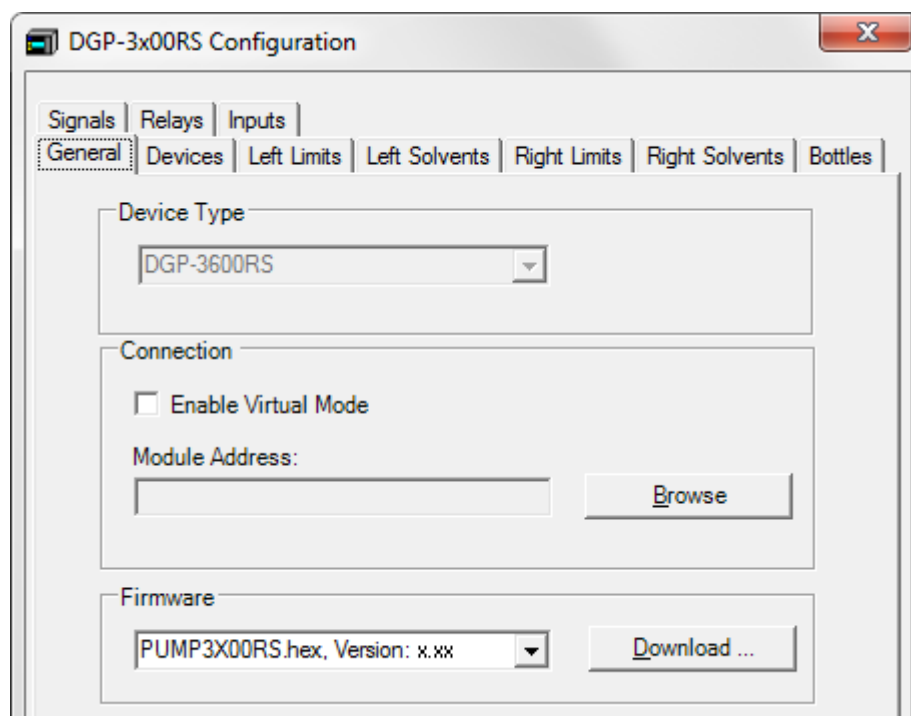 DGP-3x00RS Configuration
Signals Relays Inputs
General Devices Left Limits Left Solvents Right Limits Right Solvents Bottles
Device Type
DGP-3600RS
Connection
Enable Virtual Mode
Module Address:
Browse
Firmware
PUMP3X00RS.hex, Version: x.xx
Download ...